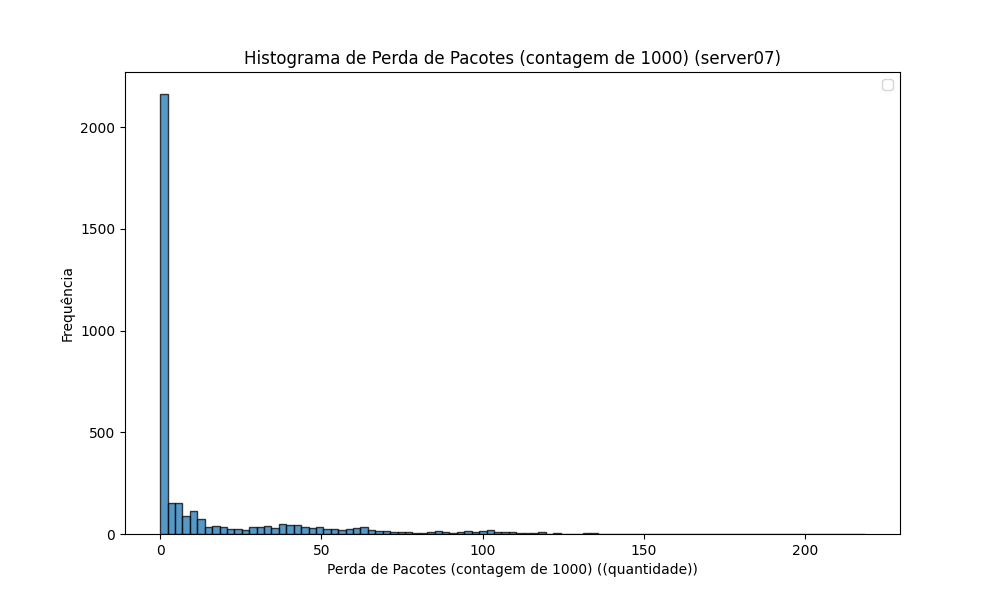 Histograma de Perda de Pacotes (contagem de 1000) (server07)
2000
1500
1000
500
0
Frequência
0 50 100 150 200
Perda de Pacotes (contagem de 1000) ((quantidade))